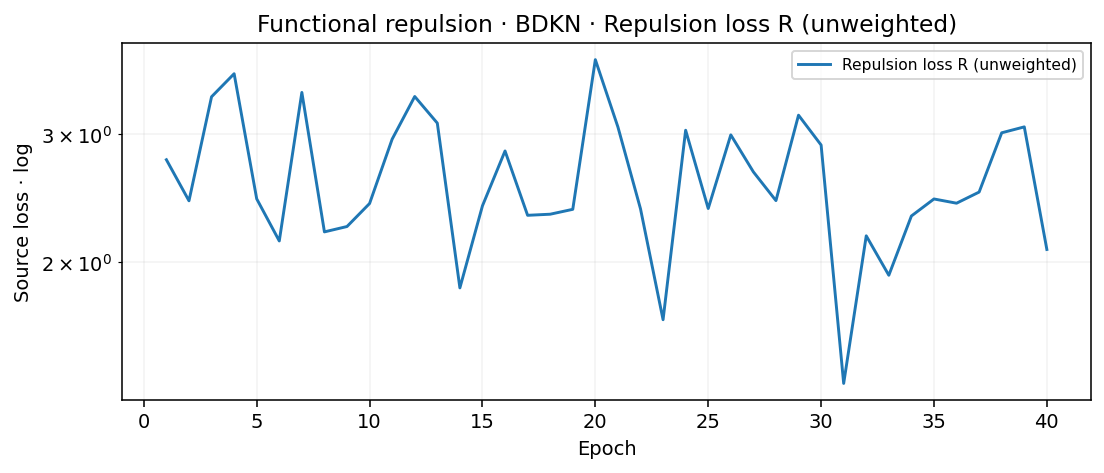 Functional repulsion · BDKN · Repulsion loss R (unweighted)
Repulsion loss R (unweighted)
Source loss · log
3 × 10⁰
2 × 10⁰
0 5 10 15 20 25 30 35 40
Epoch